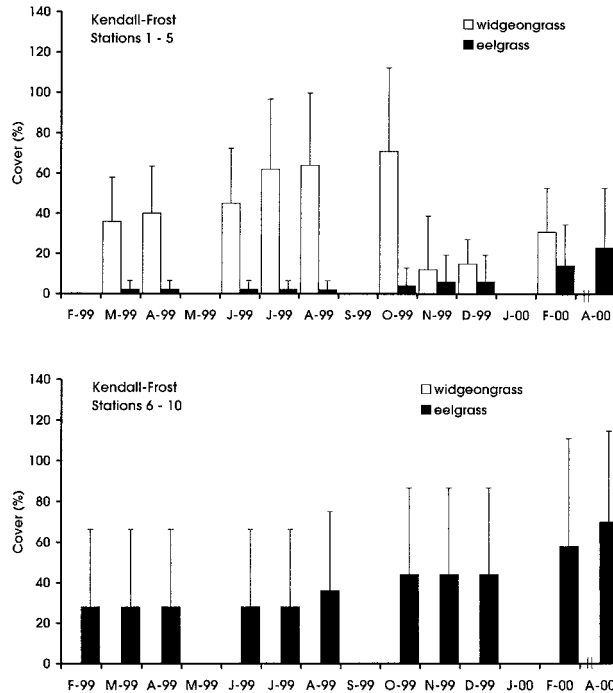 Kendall-Frost
Stations 1 - 5
widgeongrass
eelgrass
140
120
100
80
60
40
20
0
Cover (%)
F-99 M-99 A-99 M-99 J-99 J-99 A-99 S-99 O-99 N-99 D-99 J-00 F-00 A-00
Kendall-Frost
Stations 6 - 10
widgeongrass
eelgrass
140
120
100
80
60
40
20
0
Cover (%)
F-99 M-99 A-99 M-99 J-99 J-99 A-99 S-99 O-99 N-99 D-99 J-00 F-00 A-00